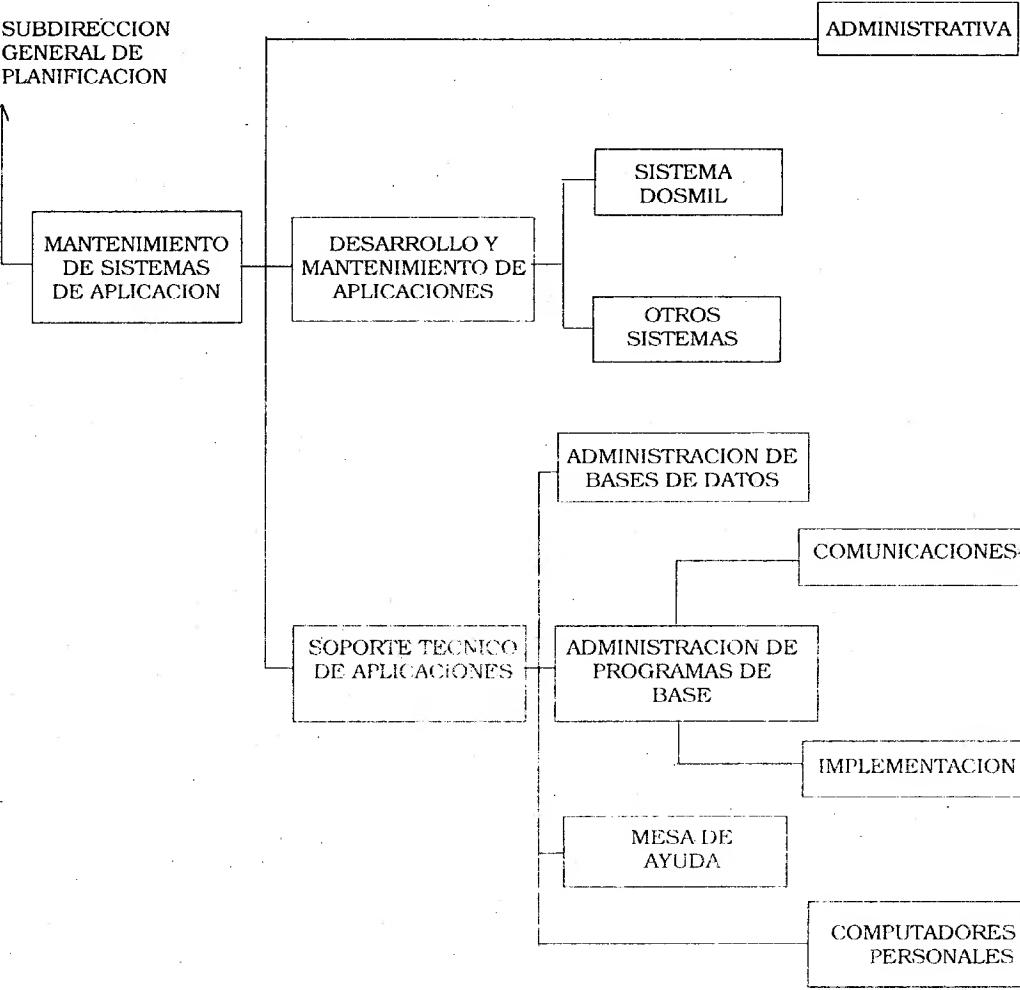 SUBDIRECCION
GENERAL DE
PLANIFICACION
ADMINISTRATIVA
SISTEMA
DOSMIL
MANTENIMIENTO
DE SISTEMAS
DE APLICACION
DESARROLLO Y
MANTENIMIENTO DE
APLICACIONES
OTROS
SISTEMAS
ADMINISTRACION DE
BASES DE DATOS
COMUNICACIONES
SOPORTE TECNICO
DE APLICACIONES
ADMINISTRACION DE
PROGRAMAS DE
BASE
IMPLEMENTACION
MESA DE
AYUDA
COMPUTADORES
PERSONALES